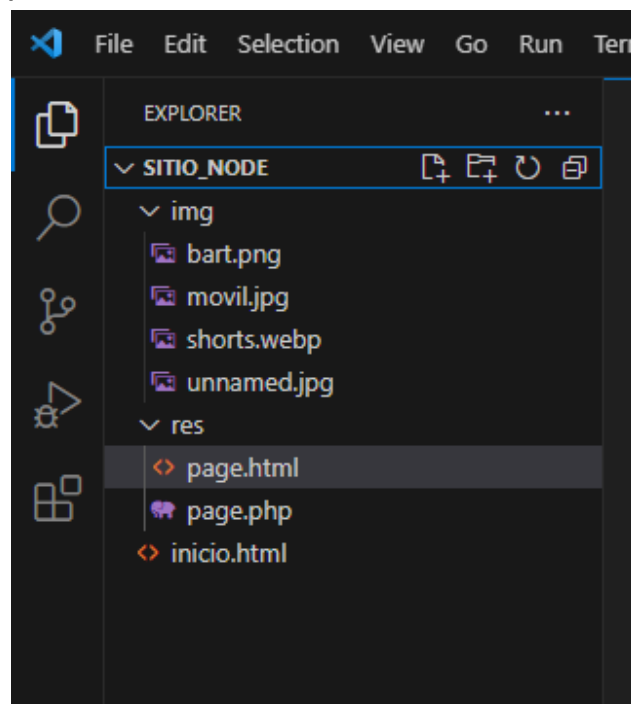 File Edit Selection View Go Run
EXPLORER ...
SITIO_NODE
img
bart.png
movil.jpg
shorts.webp
unnamed.jpg
res
page.html
page.php
inicio.html